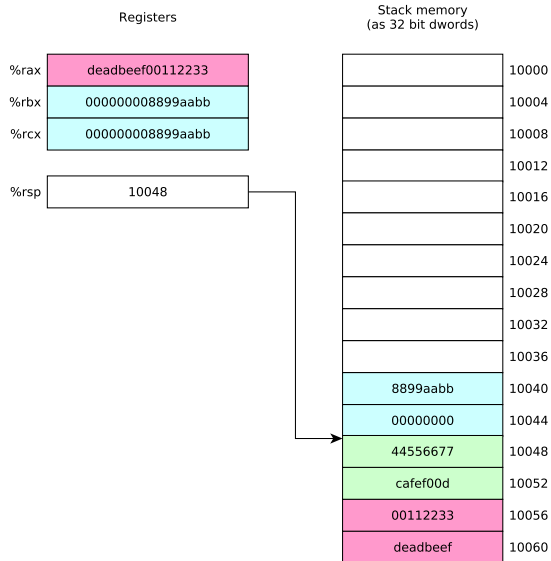 Registers
Stack memory
(as 32 bit dwords)
%rax deadbeef00112233
%rbx 000000008899aabb
%rcx 000000008899aabb
%rsp 10048
10000
10004
10008
10012
10016
10020
10024
10028
10032
10036
8899aabb 10040
00000000 10044
44556677 10048
cafef00d 10052
00112233 10056
deadbeef 10060